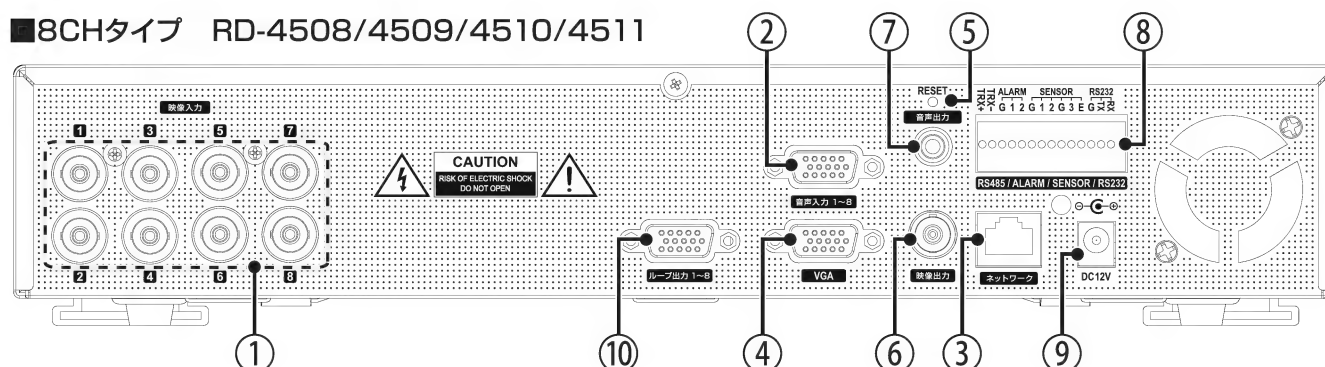 ■8CHタイプ RD-4508/4509/4510/4511
② ⑦ ⑤ ⑧
映像入力
1 3 5 7
2 4 6 8
CAUTION
RISK OF ELECTRIC SHOCK
DO NOT OPEN
RESET
音声出力
TRX+ TRX- ALARM SENSOR RS232
G 1 2 G 1 2 G 3 E G TX RX
RS485 / ALARM / SENSOR / RS232
音声入力 1~8
ループ出力 1~8
VGA
映像出力
ネットワーク
DC12V
① ⑩ ④ ⑥ ③ ⑨